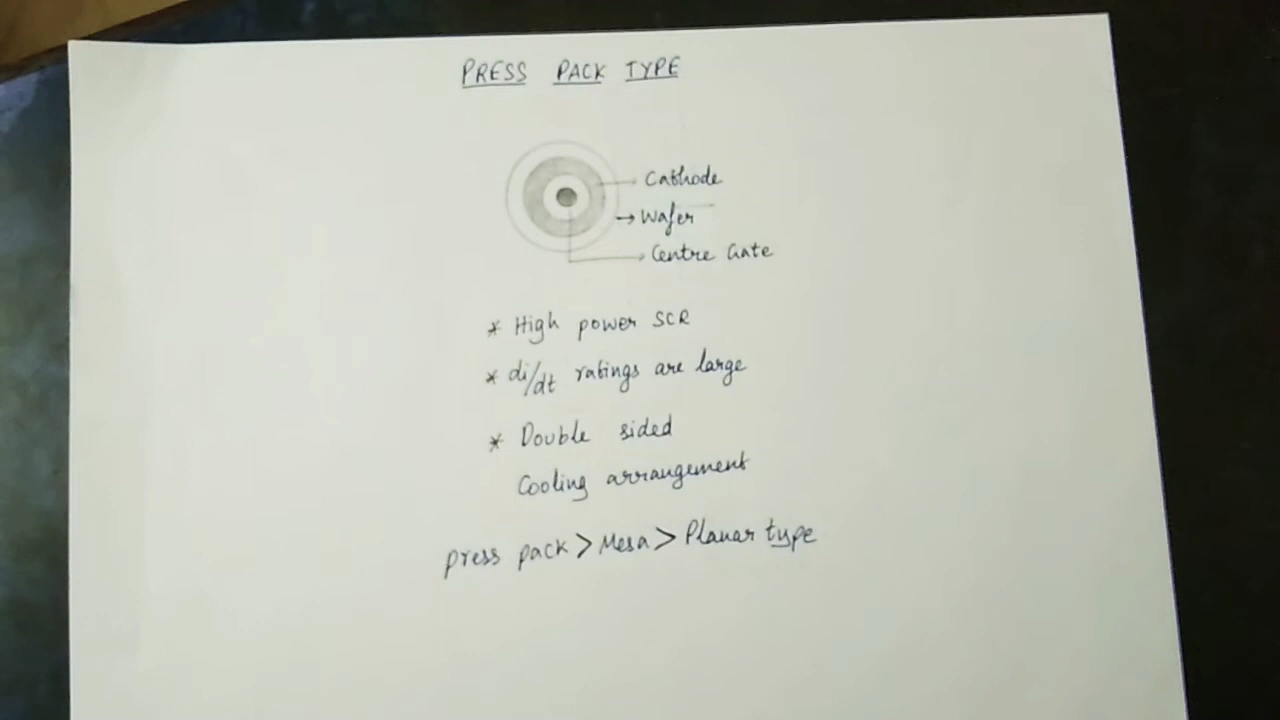 PRESS PACK TYPE
Cathode
Wafer
Centre Gate
* High power SCR
* di/dt ratings are large
* Double sided
Cooling arrangement
press pack > Mesa > Planar type